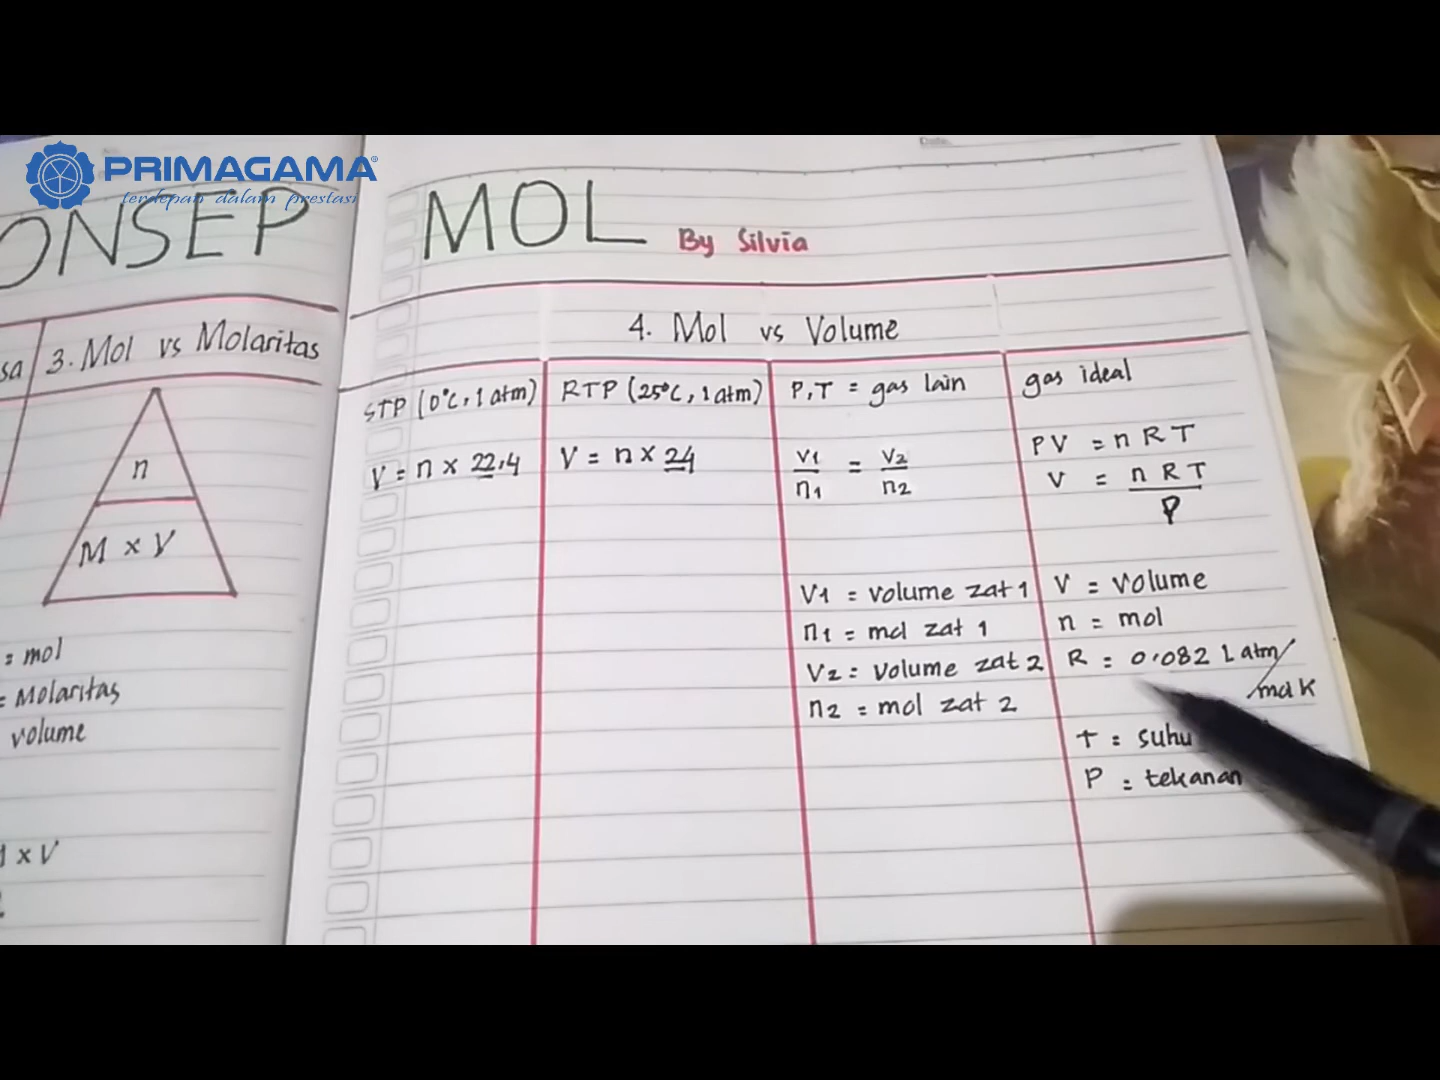 PRIMAGAMA®
terdepan dalam prestasi
ONSEP MOL By Silvia
3. Mol vs Molaritas
n
M x V
= mol
= Molaritas
volume
x V
4. Mol vs Volume
STP (0°C, 1 atm)
V = n x 22,4
RTP (25°C, 1 atm)
V = n x 24
P, T = gas lain
V1/n1 = V2/n2
V1 = volume zat 1
n1 = mol zat 1
V2 = volume zat 2
n2 = mol zat 2
gas ideal
PV = n R T
V = n R T / P
V = volume
n = mol
R = 0,082 L atm/
mol K
T = suhu
P = tekanan